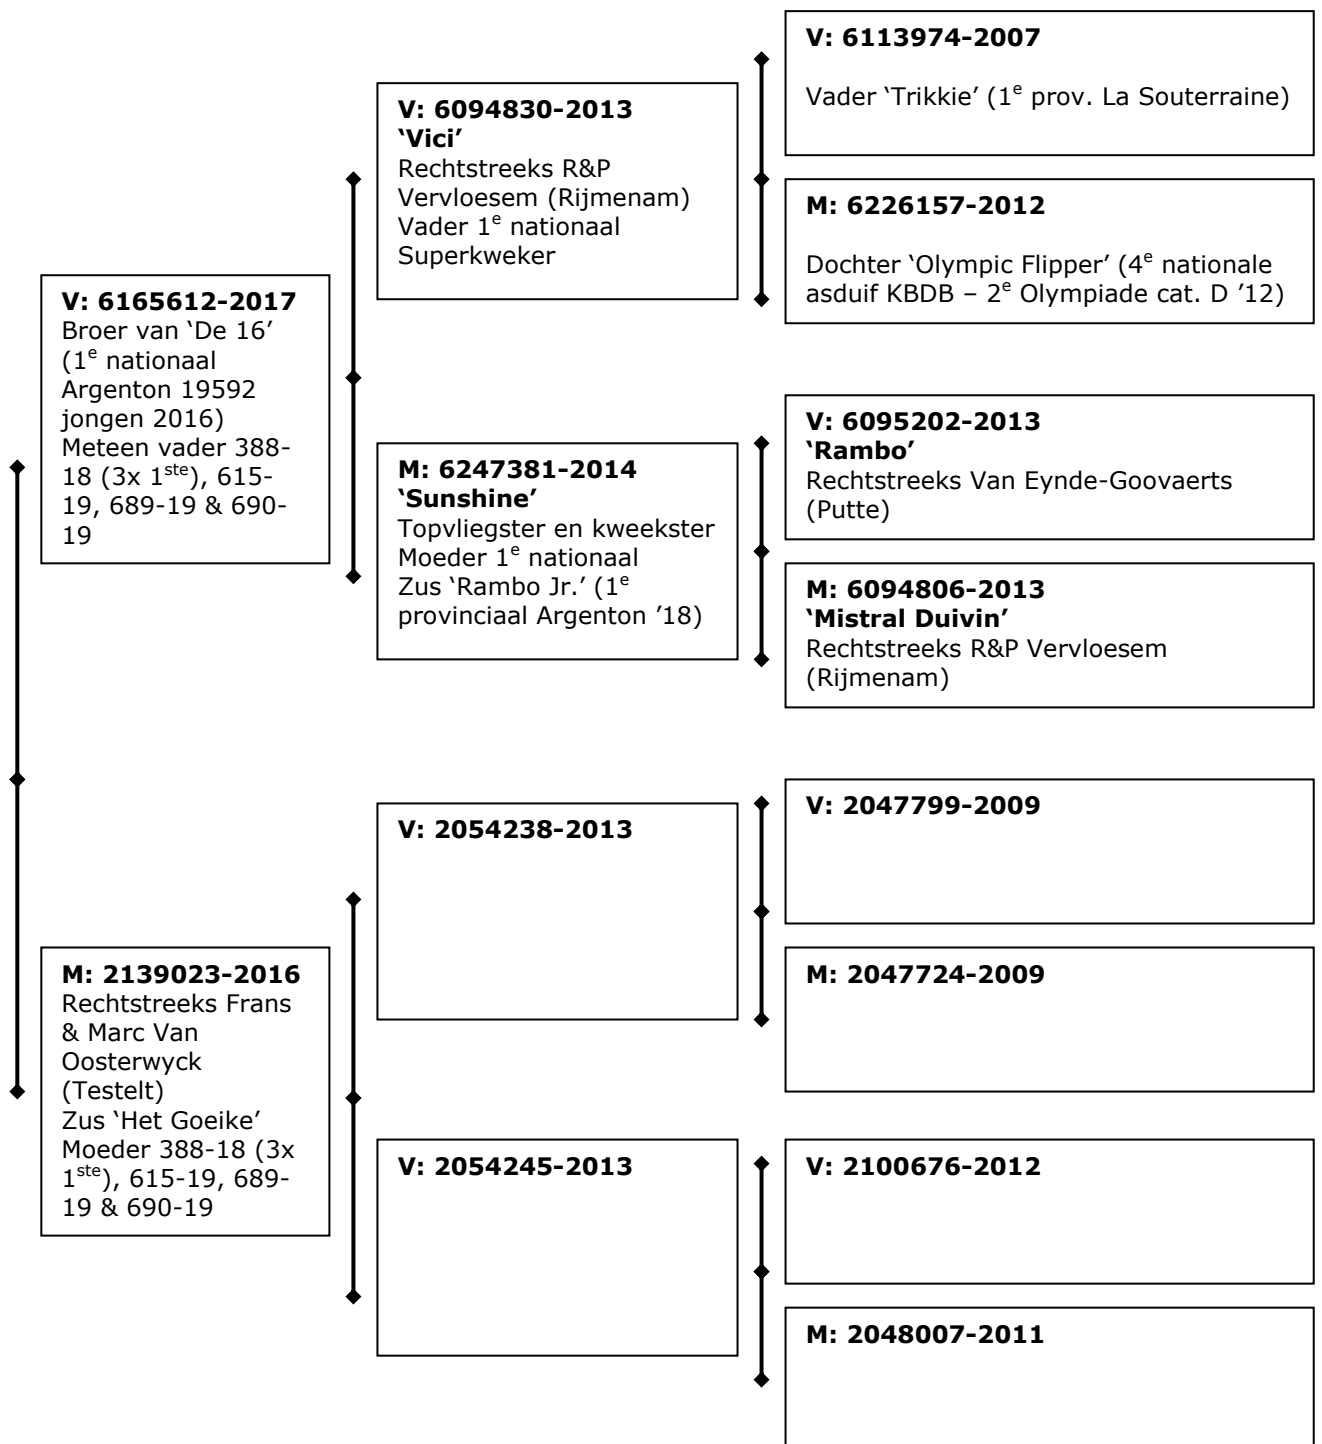 V: 6113974-2007
Vader ‘Trikkie’ (1e prov. La Souterraine)
V: 6094830-2013
‘Vici’
Rechtstreeks R&P
Vervloesem (Rijmenam)
Vader 1e nationaal
Superkweker
M: 6226157-2012
Dochter ‘Olympic Flipper’ (4e nationale
asduif KBDB – 2e Olympiade cat. D ’12)
V: 6165612-2017
Broer van ‘De 16’
(1e nationaal
Argenton 19592
jongen 2016)
Meteen vader 388-
18 (3x 1ste), 615-
19, 689-19 & 690-
19
V: 6095202-2013
‘Rambo’
Rechtstreeks Van Eynde-Goovaerts
(Putte)
M: 6247381-2014
‘Sunshine’
Topvliegster en kweekster
Moeder 1e nationaal
Zus ‘Rambo Jr.’ (1e
provinciaal Argenton ’18)
M: 6094806-2013
‘Mistral Duivin’
Rechtstreeks R&P Vervloesem
(Rijmenam)
V: 2047799-2009
V: 2054238-2013
M: 2047724-2009
M: 2139023-2016
Rechtstreeks Frans
& Marc Van
Oosterwyck
(Testelt)
Zus ‘Het Goeike’
Moeder 388-18 (3x
1ste), 615-19, 689-
19 & 690-19
V: 2054245-2013
V: 2100676-2012
M: 2048007-2011